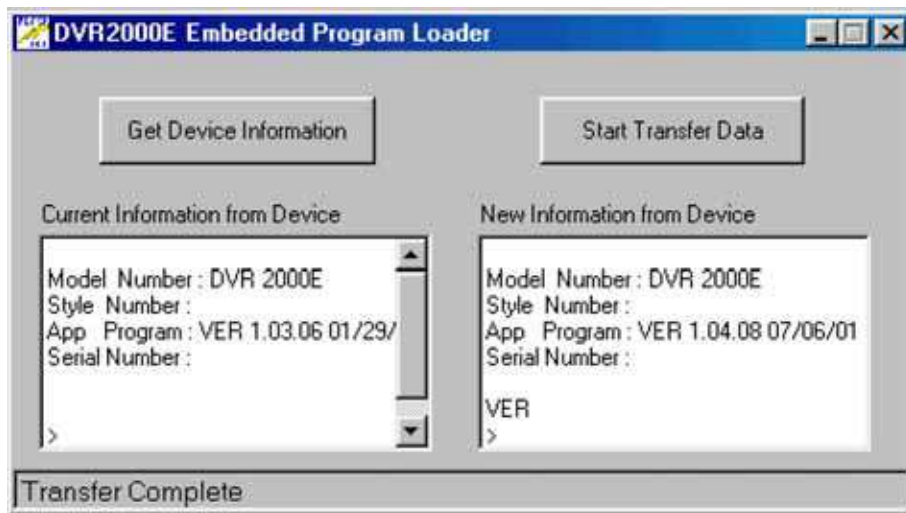 DVR2000E Embedded Program Loader
Get Device Information
Start Transfer Data
Current Information from Device
Model Number : DVR 2000E
Style Number :
App Program : VER 1.03.06 01/29/
Serial Number :
>
New Information from Device
Model Number : DVR 2000E
Style Number :
App Program : VER 1.04.08 07/06/01
Serial Number :
VER
>
Transfer Complete